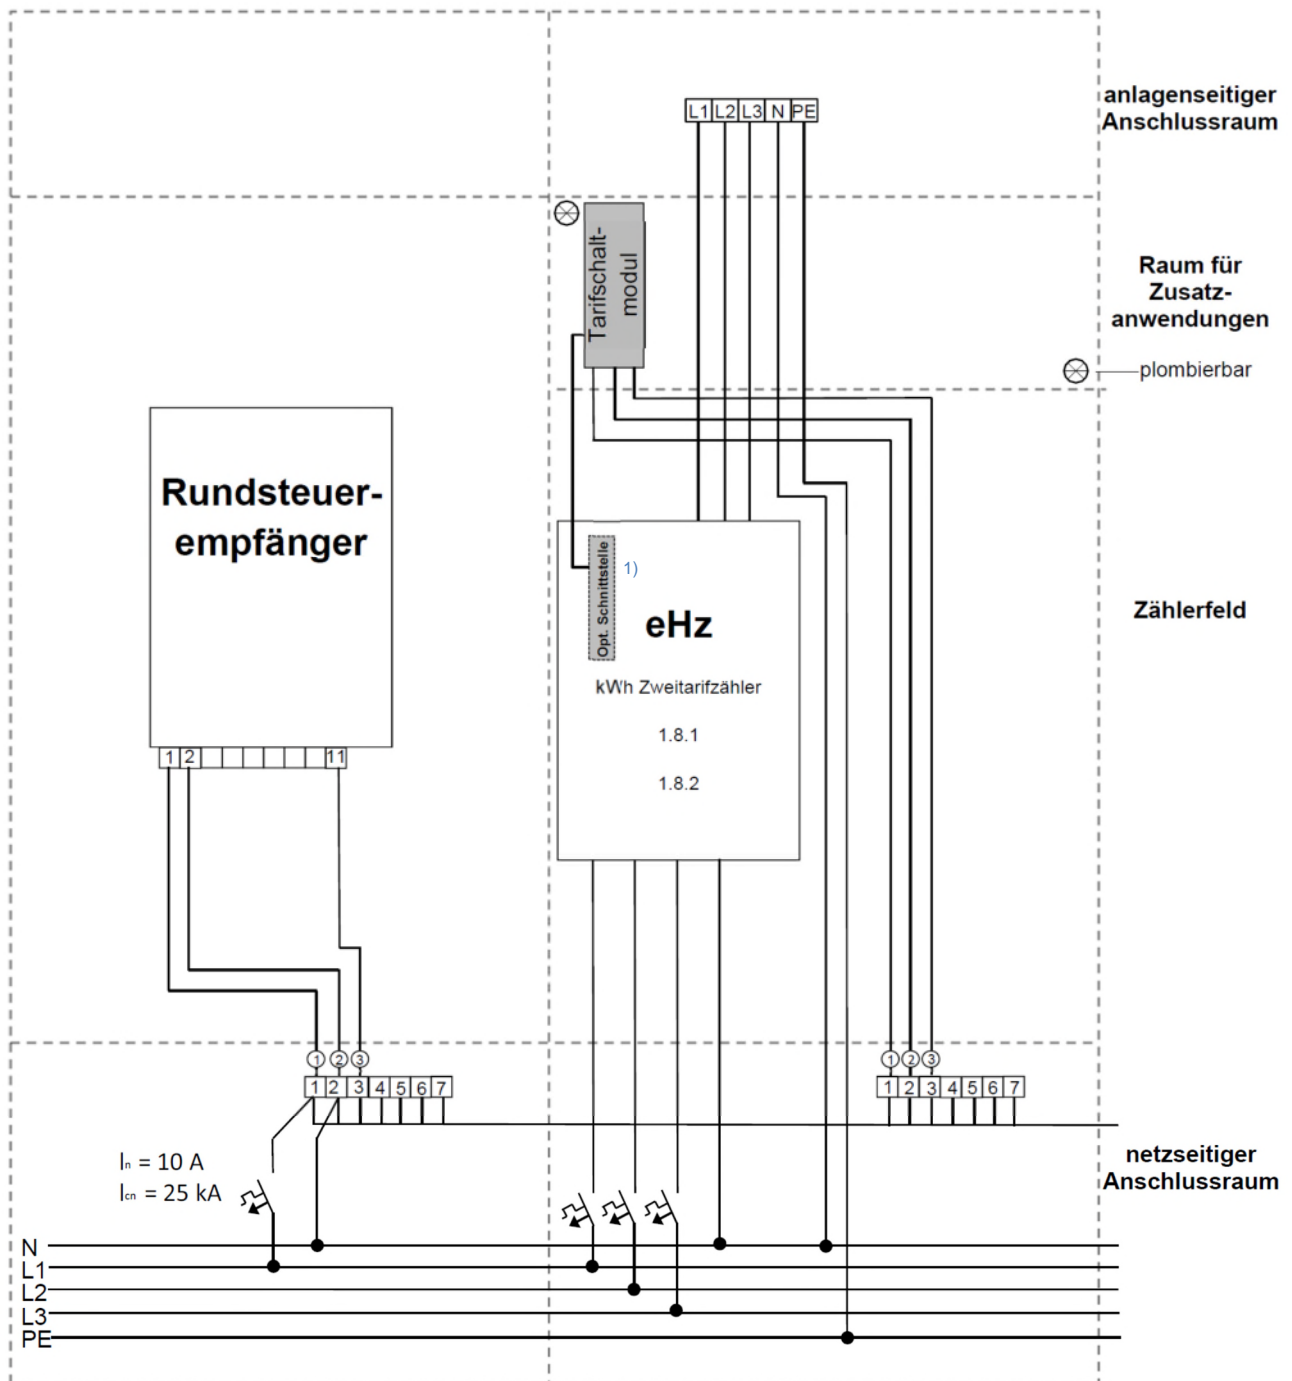 L1 L2 L3 N PE
anlagenseitiger
Anschlussraum
Tarifschalt-
modul
Raum für
Zusatz-
anwendungen
plombierbar
Rundsteuer-
empfänger
1 2 11
Opt. Schnittstelle
1)
eHz
kWh Zweitarifzähler
1.8.1
1.8.2
Zählerfeld
1 2 3
1 2 3 4 5 6 7
1 2 3
1 2 3 4 5 6 7
In = 10 A
Icn = 25 kA
netzseitiger
Anschlussraum
N
L1
L2
L3
PE